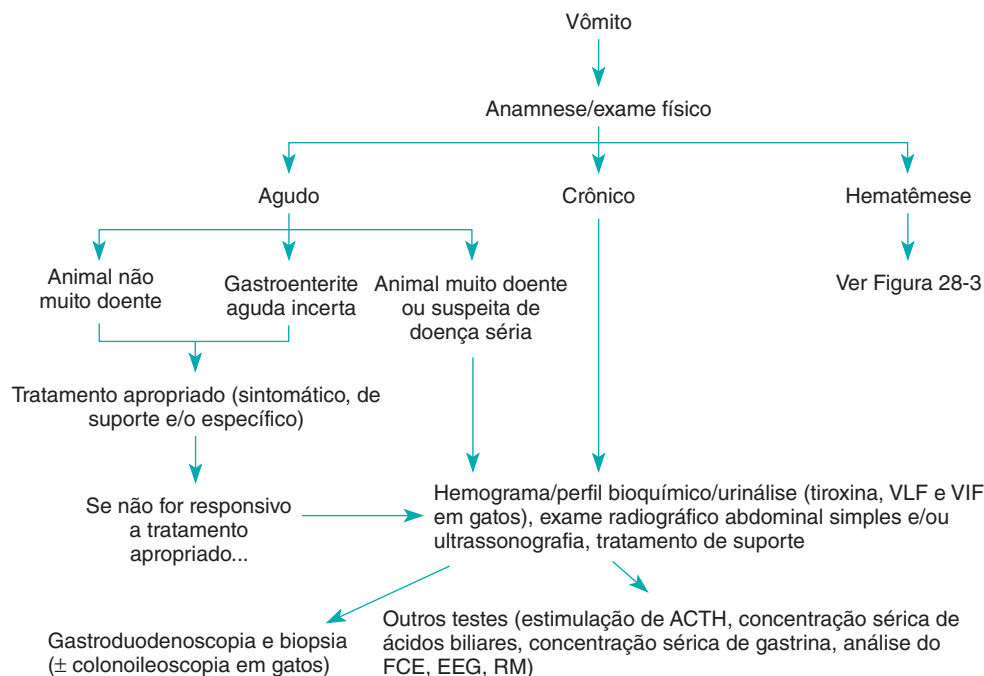 Vômito
Anamnese/exame físico
Agudo
Crônico
Hematêmese
Animal não
muito doente
Gastroenterite
aguda incerta
Animal muito doente
ou suspeita de
doença séria
Ver Figura 28-3
Tratamento apropriado (sintomático, de
suporte e/o específico)
Se não for responsivo
a tratamento
apropriado...
Hemograma/perfil bioquímico/urinálise (tiroxina, VLF e VIF
em gatos), exame radiográfico abdominal simples e/ou
ultrassonografia, tratamento de suporte
Gastroduodenoscopia e biopsia
(± colonoileoscopia em gatos)
Outros testes (estimulação de ACTH, concentração sérica de
ácidos biliares, concentração sérica de gastrina, análise do
FCE, EEG, RM)